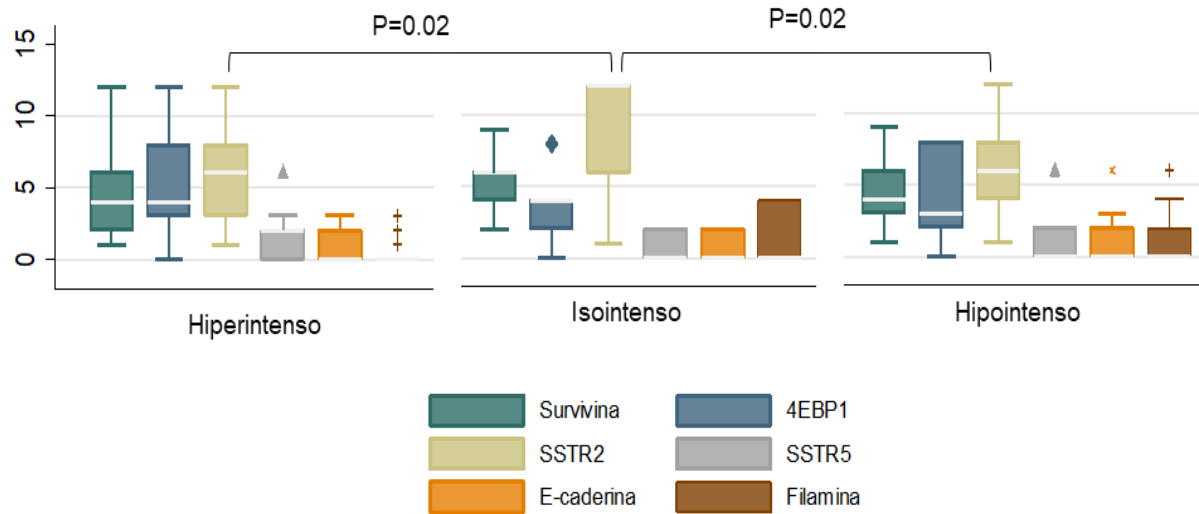 P=0.02
P=0.02
15
10
5
0
Hiperintenso
Isointenso
Hipointenso
Survivina
4EBP1
SSTR2
SSTR5
E-caderina
Filamina